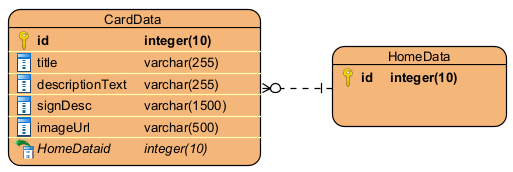 CardData
id integer(10)
title varchar(255)
descriptionText varchar(255)
signDesc varchar(1500)
imageUrl varchar(500)
HomeDataid integer(10)
HomeData
id integer(10)